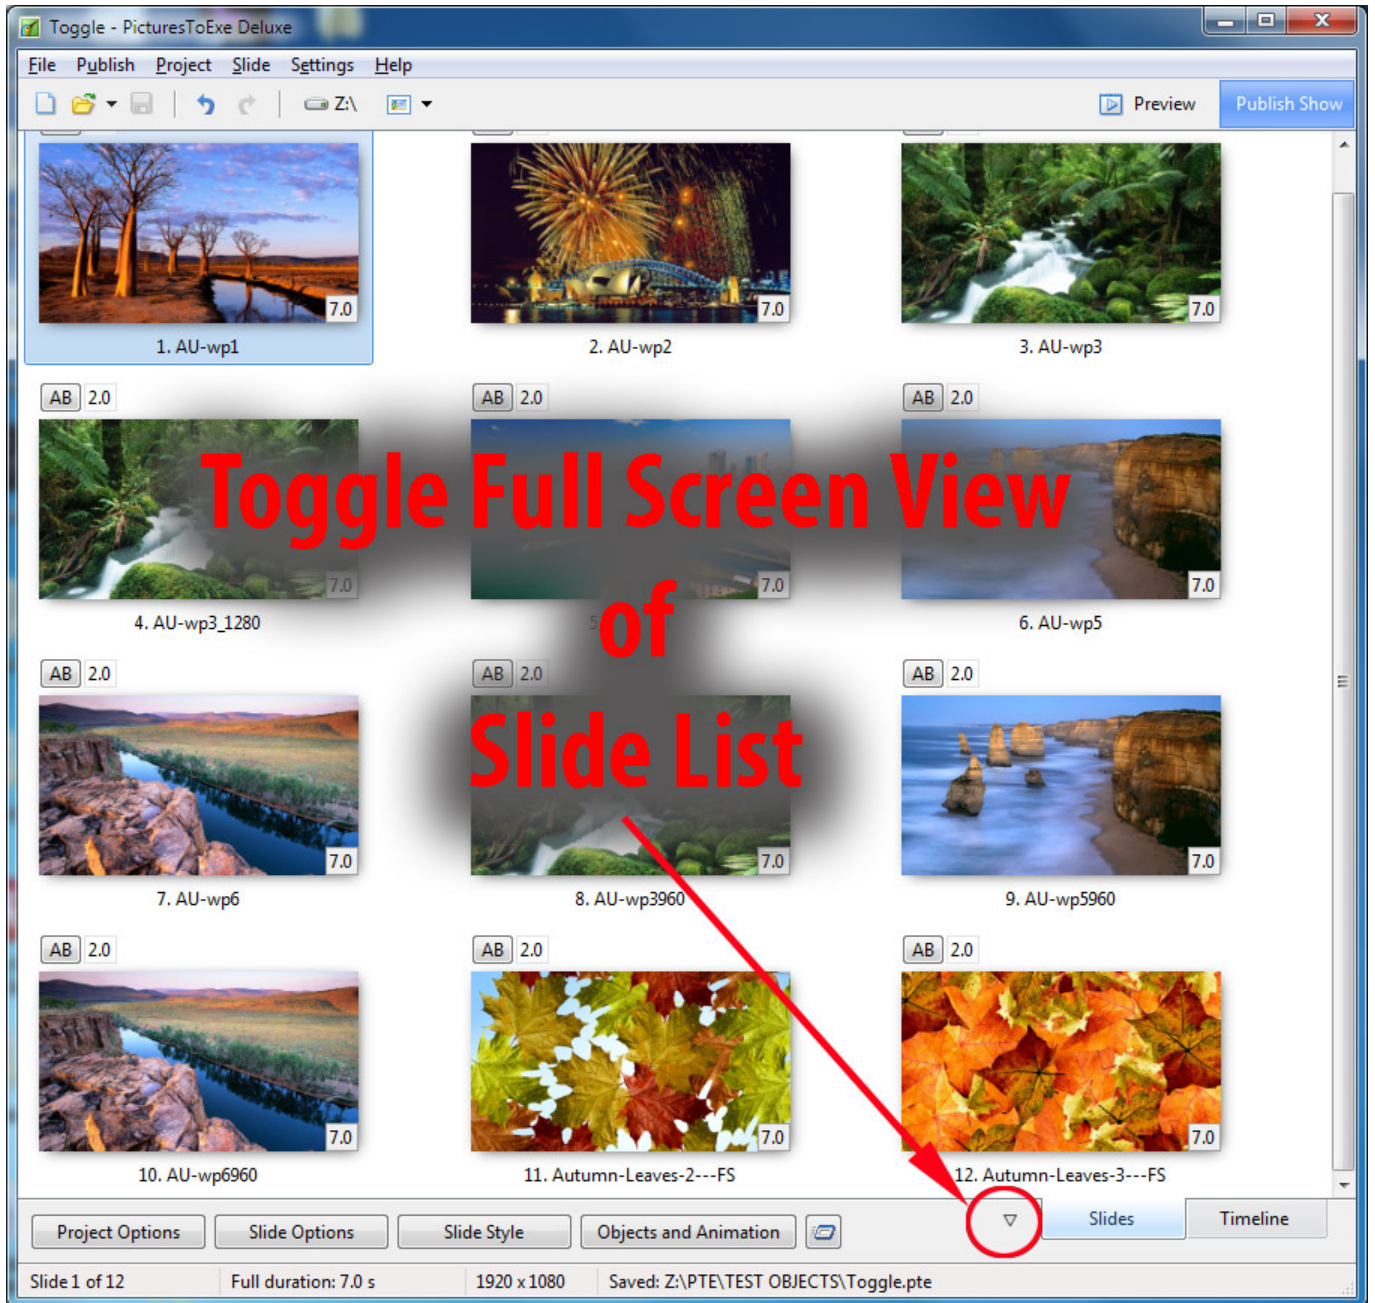 Toggle - PicturesToExe Deluxe
File Publish Project Slide Settings Help
Z:\ Preview Publish Show
7.0 7.0 7.0
1. AU-wp1 2. AU-wp2 3. AU-wp3
AB 2.0 AB 2.0 AB 2.0
Toggle Full Screen View
7.0 7.0 7.0
of
4. AU-wp3_1280 6. AU-wp5
AB 2.0 AB 2.0 AB 2.0
Slide List
7.0 7.0 7.0
7. AU-wp6 8. AU-wp3960 9. AU-wp5960
AB 2.0 AB 2.0 AB 2.0
7.0 7.0 7.0
10. AU-wp6960 11. Autumn-Leaves-2---FS 12. Autumn-Leaves-3---FS
Project Options Slide Options Slide Style Objects and Animation Slides Timeline
Slide 1 of 12 Full duration: 7.0 s 1920 x 1080 Saved: Z:\PTE\TEST OBJECTS\Toggle.pte